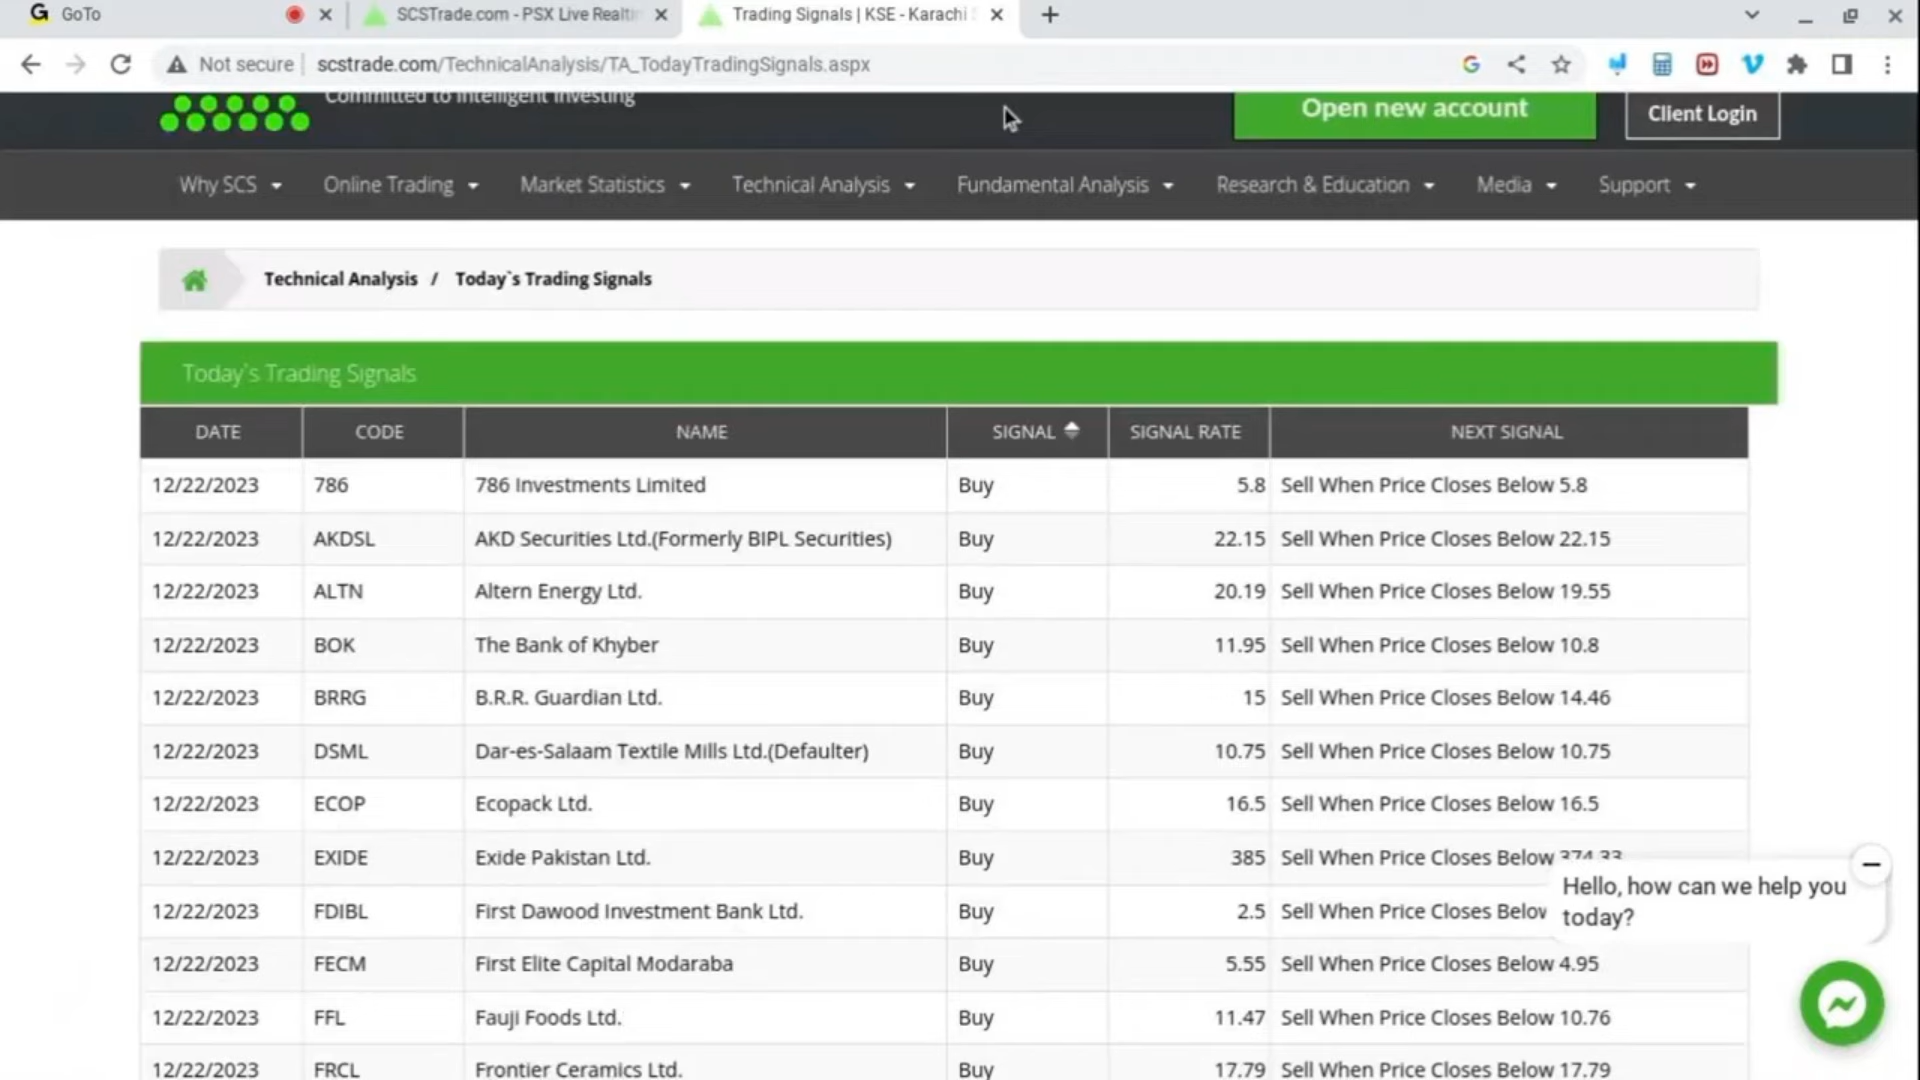 GoTo
SCSTrade.com - PSX Live Realti
Trading Signals | KSE - Karachi
Not secure
scstrade.com/TechnicalAnalysis/TA_TodayTradingSignals.aspx
Committed to Intelligent Investing
Open new account
Client Login
Why SCS Online Trading Market Statistics Technical Analysis Fundamental Analysis Research & Education Media Support
Technical Analysis / Today`s Trading Signals
Today`s Trading Signals
DATE CODE NAME SIGNAL SIGNAL RATE NEXT SIGNAL
12/22/2023 786 786 Investments Limited Buy 5.8 Sell When Price Closes Below 5.8
12/22/2023 AKDSL AKD Securities Ltd.(Formerly BIPL Securities) Buy 22.15 Sell When Price Closes Below 22.15
12/22/2023 ALTN Altern Energy Ltd. Buy 20.19 Sell When Price Closes Below 19.55
12/22/2023 BOK The Bank of Khyber Buy 11.95 Sell When Price Closes Below 10.8
12/22/2023 BRRG B.R.R. Guardian Ltd. Buy 15 Sell When Price Closes Below 14.46
12/22/2023 DSML Dar-es-Salaam Textile Mills Ltd.(Defaulter) Buy 10.75 Sell When Price Closes Below 10.75
12/22/2023 ECOP Ecopack Ltd. Buy 16.5 Sell When Price Closes Below 16.5
12/22/2023 EXIDE Exide Pakistan Ltd. Buy 385 Sell When Price Closes Below 374.33
12/22/2023 FDIBL First Dawood Investment Bank Ltd. Buy 2.5 Sell When Price Closes Below
12/22/2023 FECM First Elite Capital Modaraba Buy 5.55 Sell When Price Closes Below 4.95
12/22/2023 FFL Fauji Foods Ltd. Buy 11.47 Sell When Price Closes Below 10.76
12/22/2023 FRCL Frontier Ceramics Ltd. Buy 17.79 Sell When Price Closes Below 17.79
Hello, how can we help you
today?